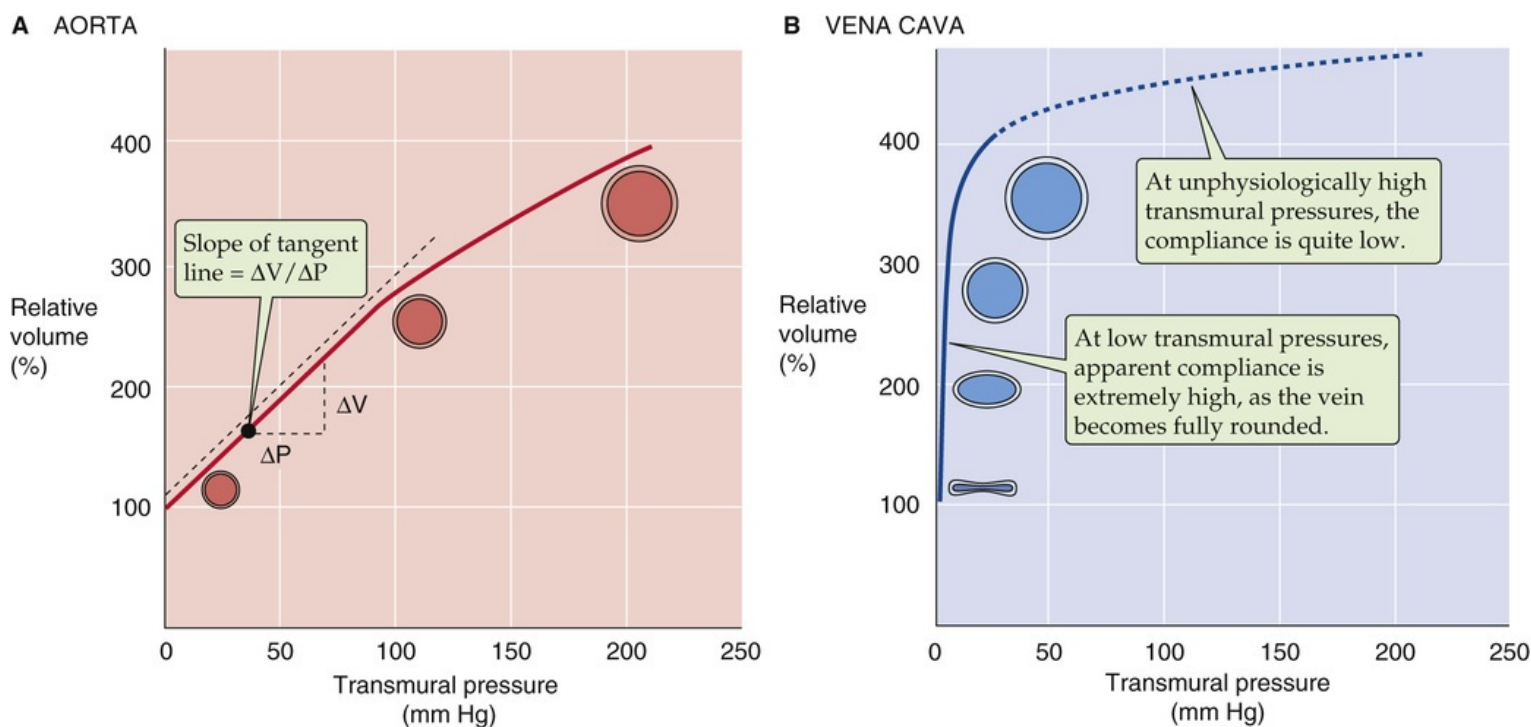 A AORTA
400
300
200
100
Relative
volume
(%)
Slope of tangent
line = ΔV/ΔP
ΔV
ΔP
0 50 100 150 200 250
Transmural pressure
(mm Hg)
B VENA CAVA
400
300
200
100
Relative
volume
(%)
At unphysiologically high
transmural pressures, the
compliance is quite low.
At low transmural pressures,
apparent compliance is
extremely high, as the vein
becomes fully rounded.
0 50 100 150 200 250
Transmural pressure
(mm Hg)